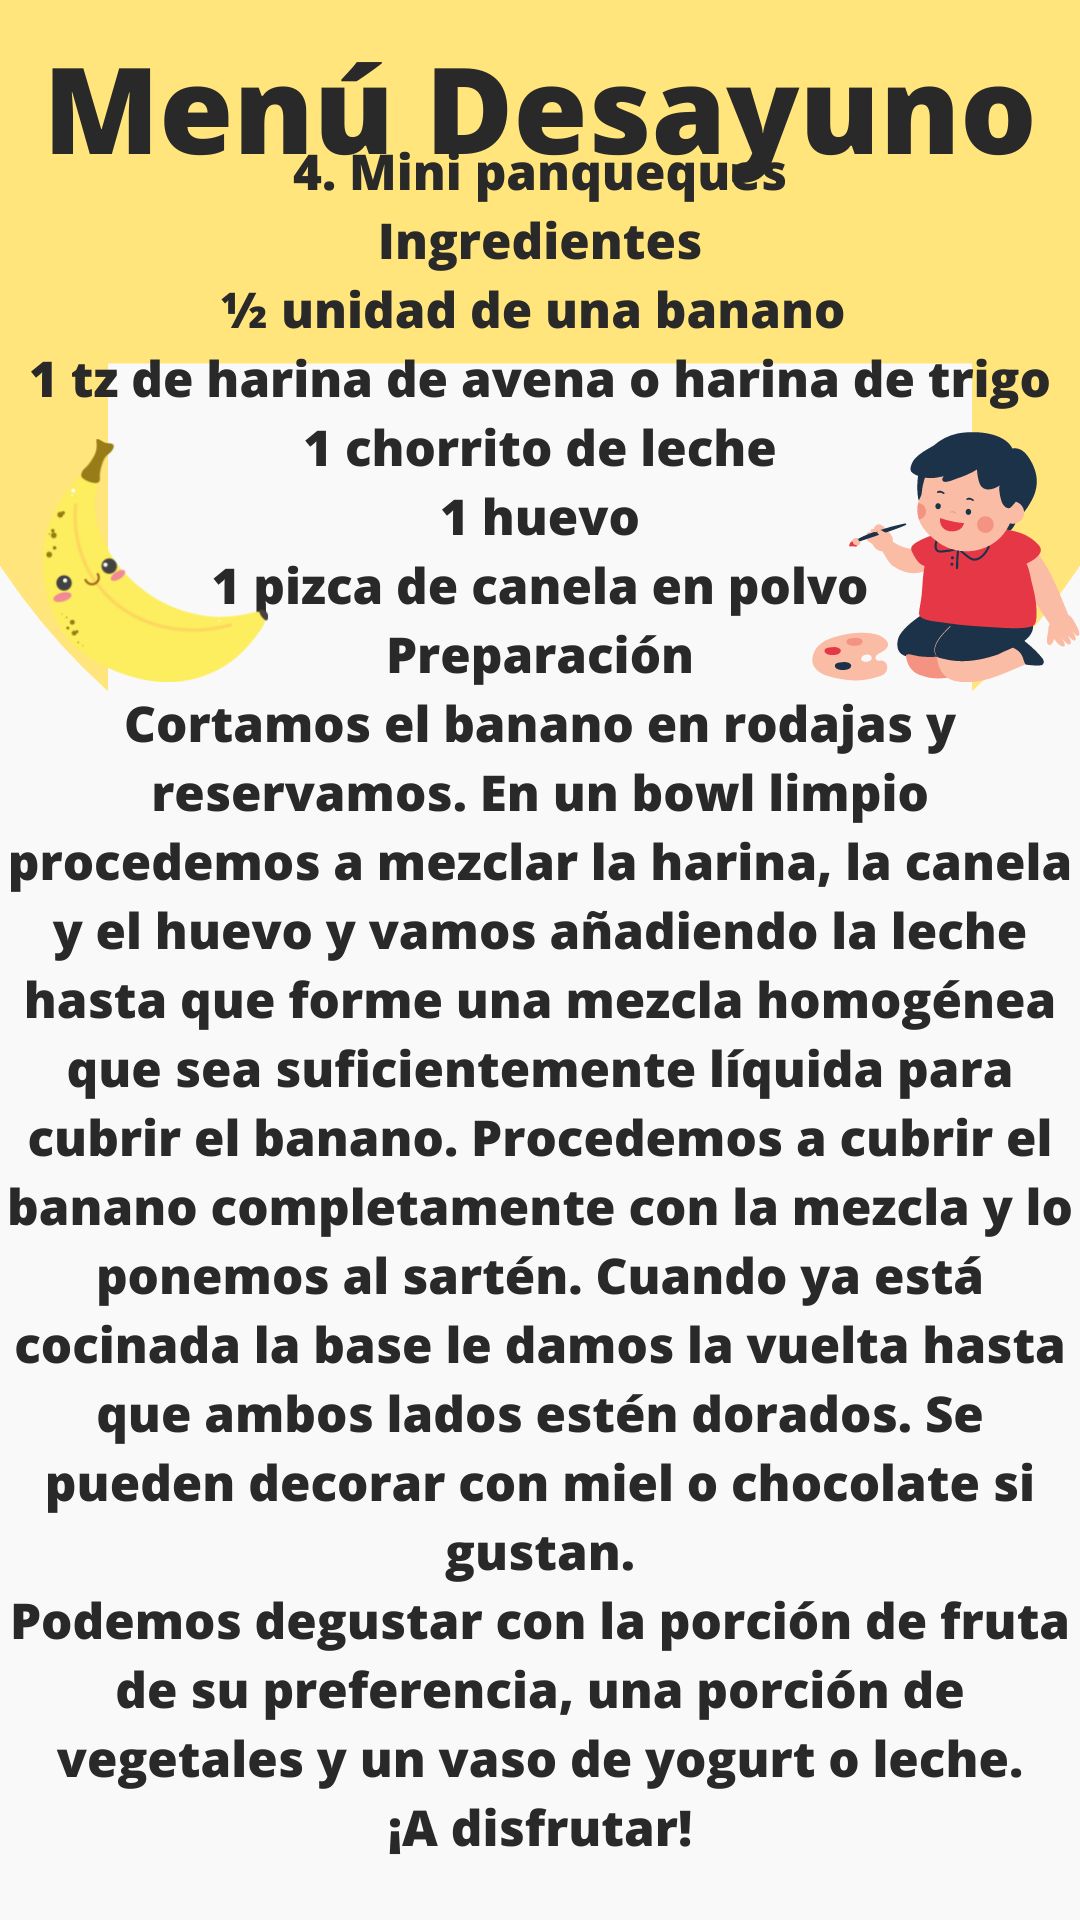 Menú Desayuno
4. Mini panqueques
Ingredientes
½ unidad de una banano
1 tz de harina de avena o harina de trigo
1 chorrito de leche
1 huevo
1 pizca de canela en polvo
Preparación
Cortamos el banano en rodajas y
reservamos. En un bowl limpio
procedemos a mezclar la harina, la canela
y el huevo y vamos añadiendo la leche
hasta que forme una mezcla homogénea
que sea suficientemente líquida para
cubrir el banano. Procedemos a cubrir el
banano completamente con la mezcla y lo
ponemos al sartén. Cuando ya está
cocinada la base le damos la vuelta hasta
que ambos lados estén dorados. Se
pueden decorar con miel o chocolate si
gustan.
Podemos degustar con la porción de fruta
de su preferencia, una porción de
vegetales y un vaso de yogurt o leche.
¡A disfrutar!